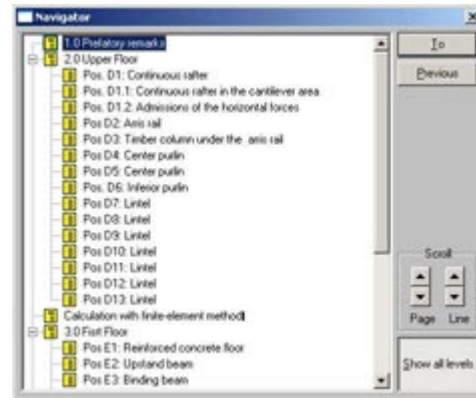 Navigator
1.0 Prefatory remarks
2.0 Upper Floor
Pos. D1: Continuous rafter
Pos. D1.1: Continuous rafter in the cantilever area
Pos. D1.2: Admissions of the horizontal forces
Pos D2: Arris rail
Pos D3: Timber column under the arris rail
Pos D4: Center purlin
Pos D5: Center purlin
Pos. D6: Inferior purlin
Pos D7: Lintel
Pos D8: Lintel
Pos D9: Lintel
Pos D10: Lintel
Pos D11: Lintel
Pos D12: Lintel
Pos D13: Lintel
Calculation with finite-element method
3.0 First Floor
Pos E1: Reinforced concrete floor
Pos E2: Upstand beam
Pos E3: Binding beam
To
Previous
Scroll
Page Line
Show all levels